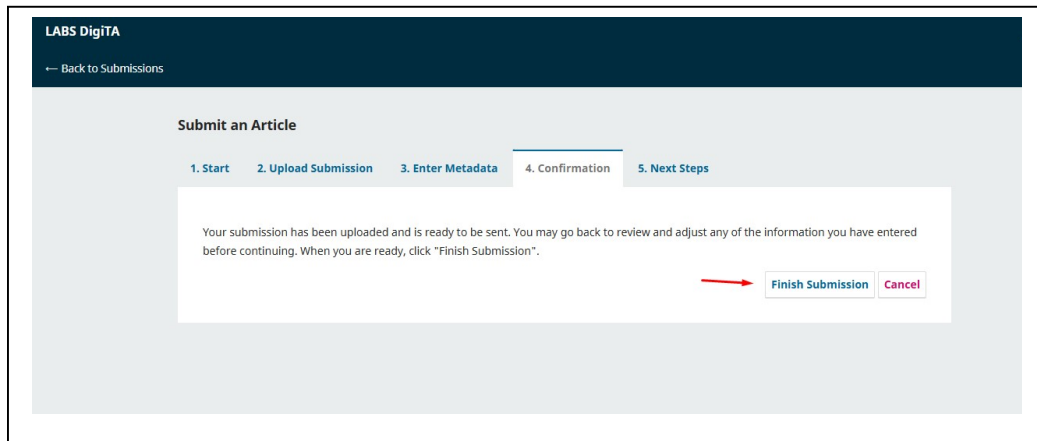 LABS DigiTA
← Back to Submissions
Submit an Article
1. Start 2. Upload Submission 3. Enter Metadata 4. Confirmation 5. Next Steps
Your submission has been uploaded and is ready to be sent. You may go back to review and adjust any of the information you have entered
before continuing. When you are ready, click "Finish Submission".
Finish Submission Cancel